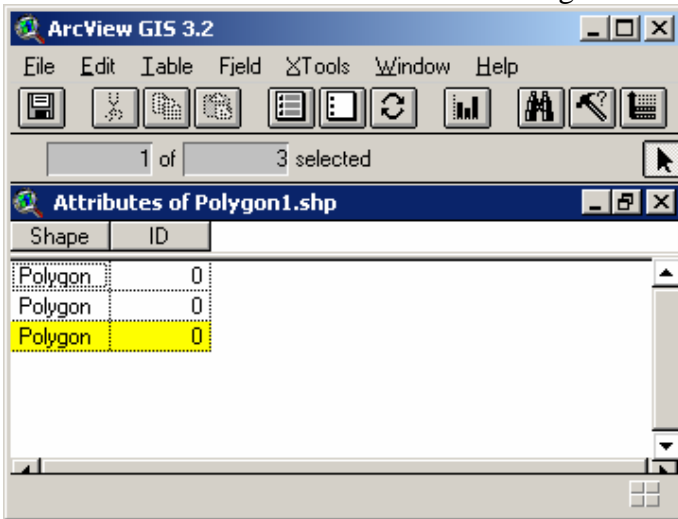 ArcView GIS 3.2
File Edit Table Field XTools Window Help
1 of 3 selected
Attributes of Polygon1.shp
Shape ID
Polygon 0
Polygon 0
Polygon 0